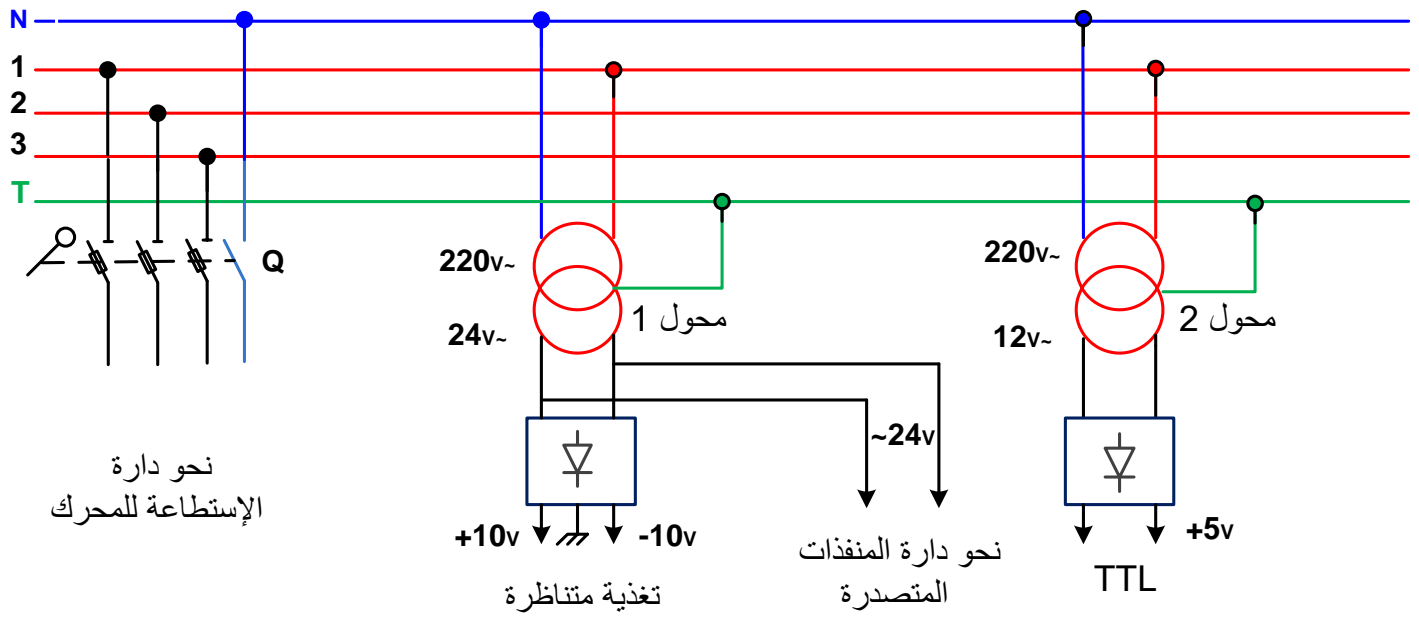 N
1
2
3
T
Q
220v~
محول 1
24v~
220v~
محول 2
12v~
~24v
نحو دارة
الإستطاعة للمحرك
+10v
-10v
تغذية متناظرة
نحو دارة المنفذات
المتصدرة
+5v
TTL